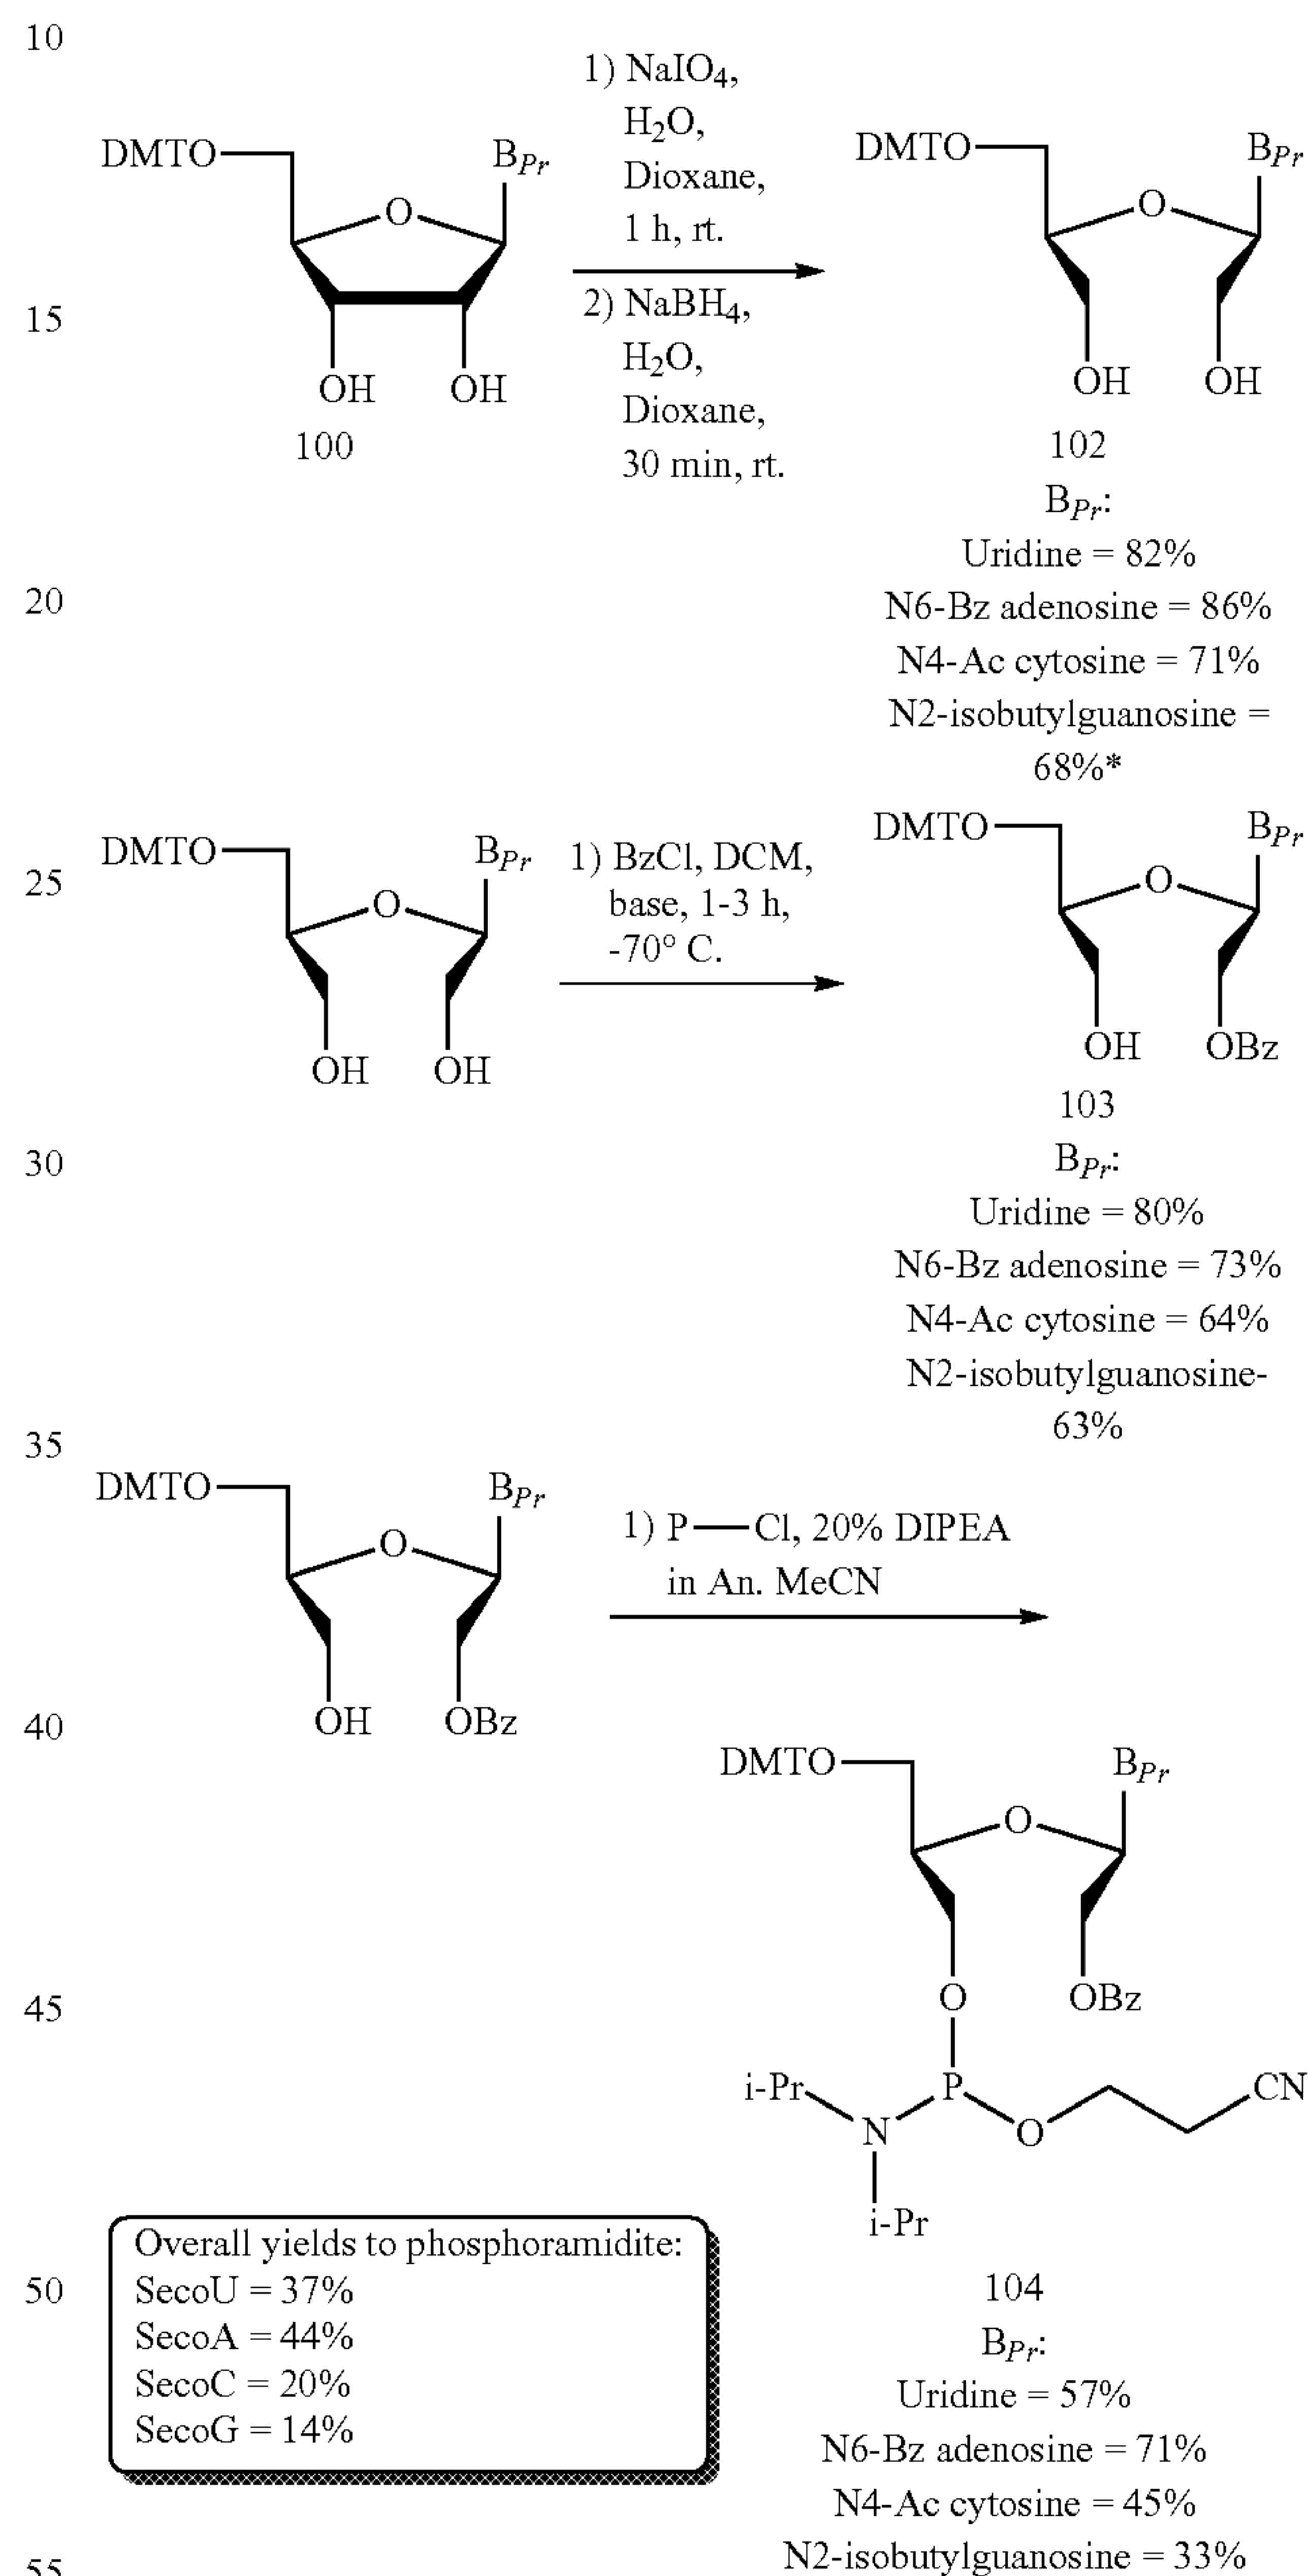 10
1) NaIO4,
H2O,
Dioxane,
1 h, rt.
2) NaBH4,
H2O,
Dioxane,
30 min, rt.
DMTO
BPr
O
OH
OH
100
DMTO
BPr
O
OH
OH
102
BPr:
Uridine = 82%
N6-Bz adenosine = 86%
N4-Ac cytosine = 71%
N2-isobutylguanosine =
68%*
15
20
25
DMTO
BPr
O
OH
OH
1) BzCl, DCM,
base, 1-3 h,
-70° C.
DMTO
BPr
O
OH
OBz
103
BPr:
Uridine = 80%
N6-Bz adenosine = 73%
N4-Ac cytosine = 64%
N2-isobutylguanosine-
63%
30
35
DMTO
BPr
O
OH
OBz
1) P—Cl, 20% DIPEA
in An. MeCN
40
DMTO
BPr
O
O
OBz
45
i-Pr
P
CN
N
O
i-Pr
Overall yields to phosphoramidite:
SecoU = 37%
SecoA = 44%
SecoC = 20%
SecoG = 14%
50
104
BPr:
Uridine = 57%
N6-Bz adenosine = 71%
N4-Ac cytosine = 45%
N2-isobutylguanosine = 33%
55